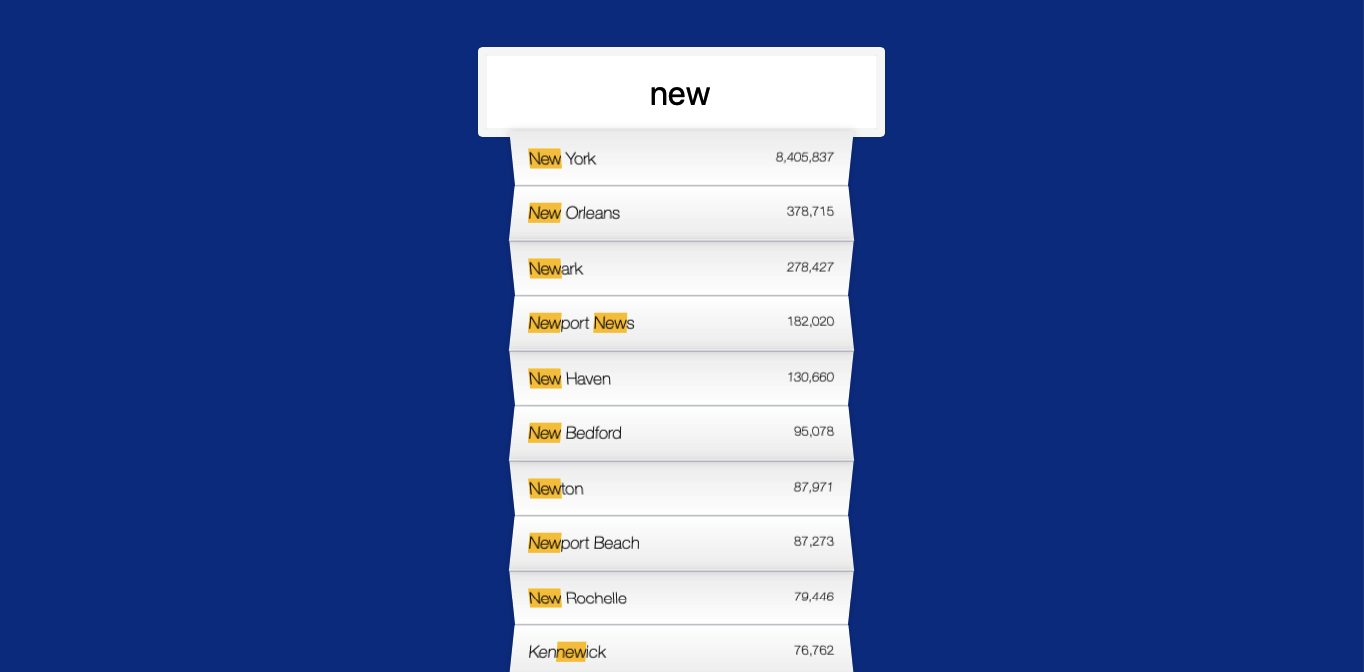 new
New York 8,405,837
New Orleans 378,715
Newark 278,427
Newport News 182,020
New Haven 130,660
New Bedford 95,078
Newton 87,971
Newport Beach 87,273
New Rochelle 79,446
Kennewick 76,762